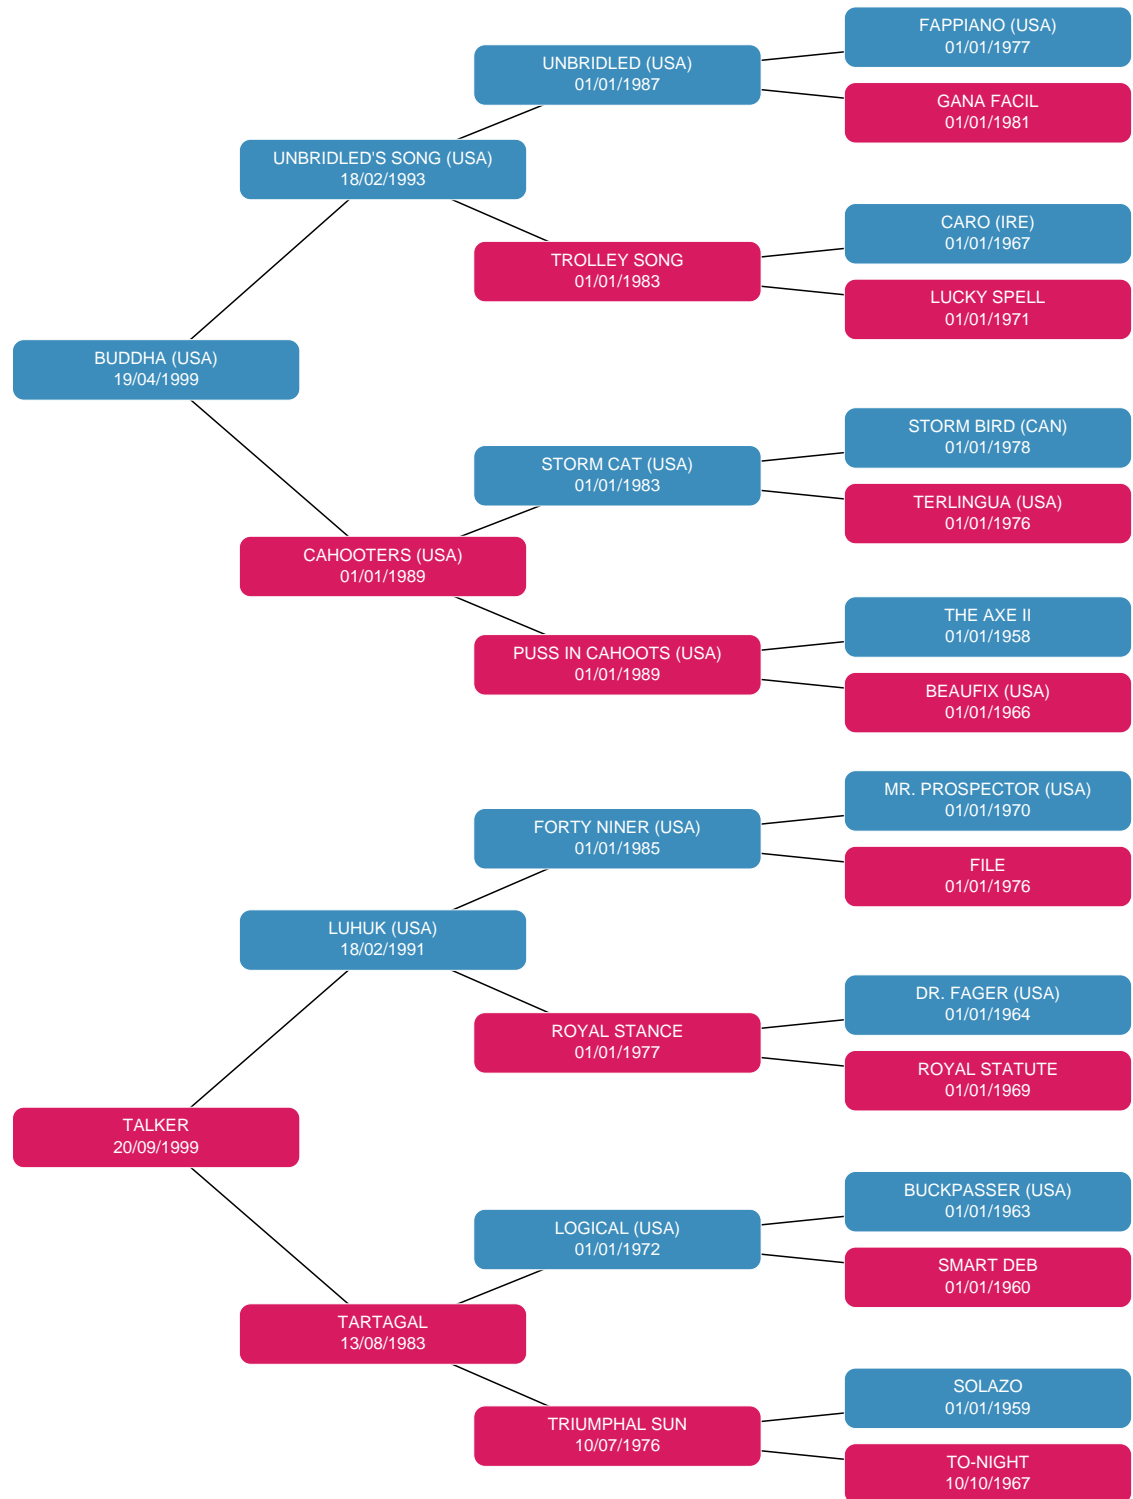 FAPPIANO (USA)
01/01/1977
UNBRIDLED (USA)
01/01/1987
GANA FACIL
01/01/1981
UNBRIDLED'S SONG (USA)
18/02/1993
CARO (IRE)
01/01/1967
TROLLEY SONG
01/01/1983
LUCKY SPELL
01/01/1971
BUDDHA (USA)
19/04/1999
STORM BIRD (CAN)
01/01/1978
STORM CAT (USA)
01/01/1983
TERLINGUA (USA)
01/01/1976
CAHOOTERS (USA)
01/01/1989
THE AXE II
01/01/1958
PUSS IN CAHOOTS (USA)
01/01/1989
BEAUFIX (USA)
01/01/1966
MR. PROSPECTOR (USA)
01/01/1970
FORTY NINER (USA)
01/01/1985
FILE
01/01/1976
LUHUK (USA)
18/02/1991
DR. FAGER (USA)
01/01/1964
ROYAL STANCE
01/01/1977
ROYAL STATUTE
01/01/1969
TALKER
20/09/1999
BUCKPASSER (USA)
01/01/1963
LOGICAL (USA)
01/01/1972
SMART DEB
01/01/1960
TARTAGAL
13/08/1983
SOLAZO
01/01/1959
TRIUMPHAL SUN
10/07/1976
TO-NIGHT
10/10/1967